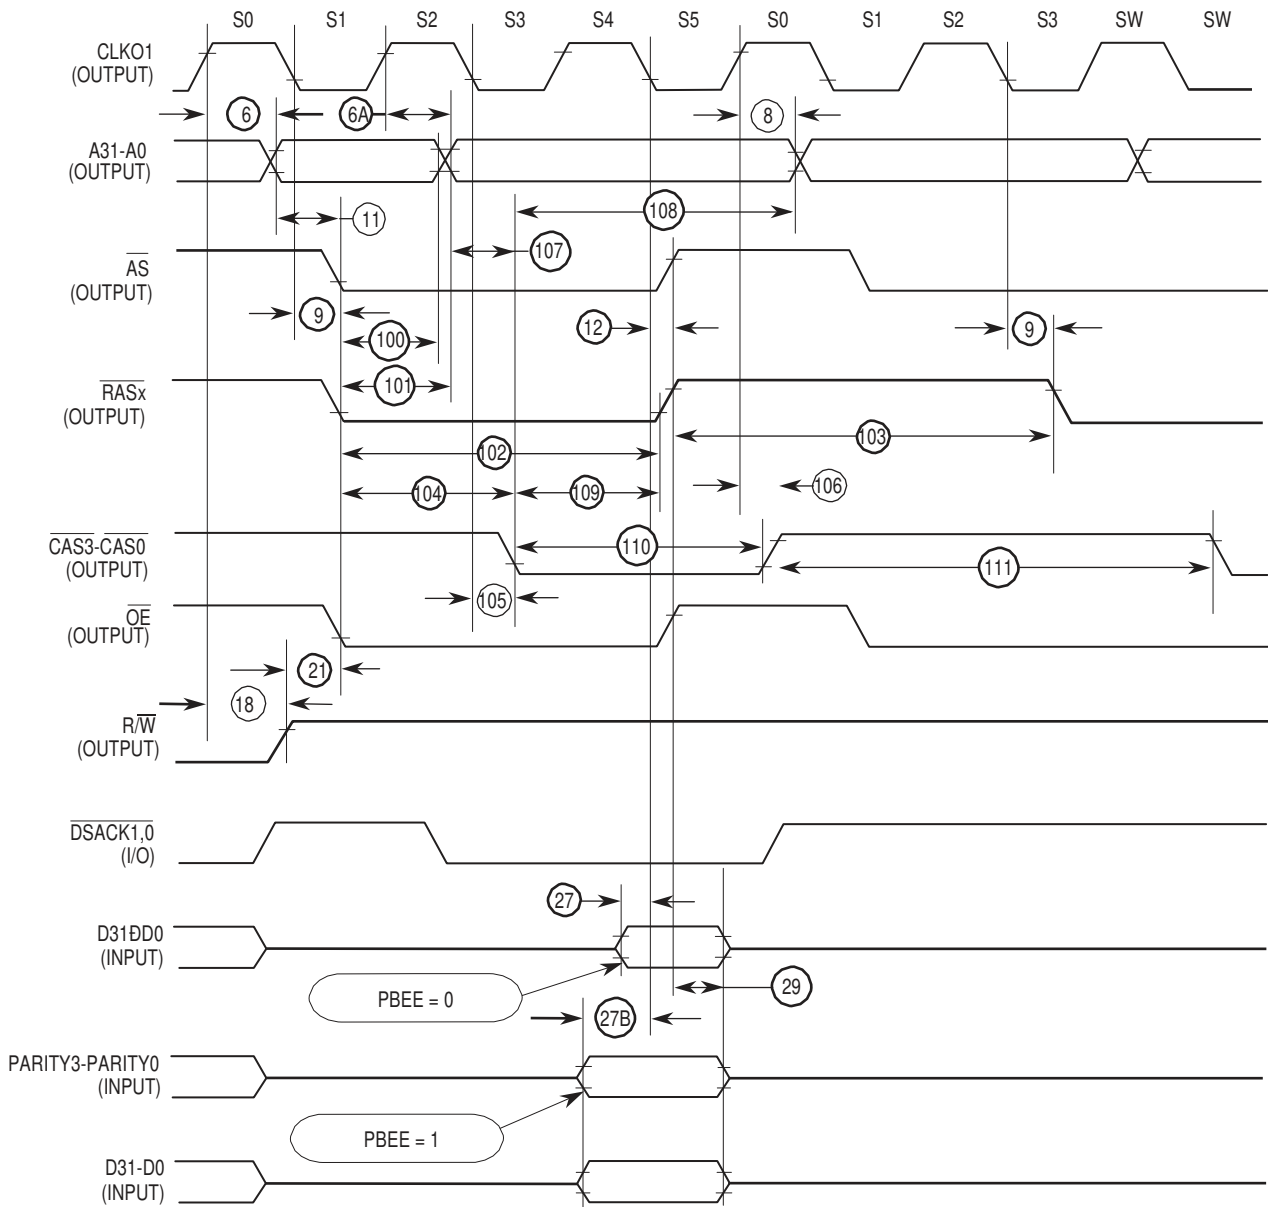 S0 S1 S2 S3 S4 S5 S0 S1 S2 S3 SW SW
CLKO1
(OUTPUT)
6 6A 8
A31-A0
(OUTPUT)
11 108
107
AS
(OUTPUT)
9 12 9
100
101
RASx
(OUTPUT)
102 103
104 109 106
CAS3-CAS0
(OUTPUT)
110 111
105
OE
(OUTPUT)
21
18
R/W
(OUTPUT)
DSACK1,0
(I/O)
27
D31ÐD0
(INPUT)
PBEE = 0
29
27B
PARITY3-PARITY0
(INPUT)
PBEE = 1
D31-D0
(INPUT)